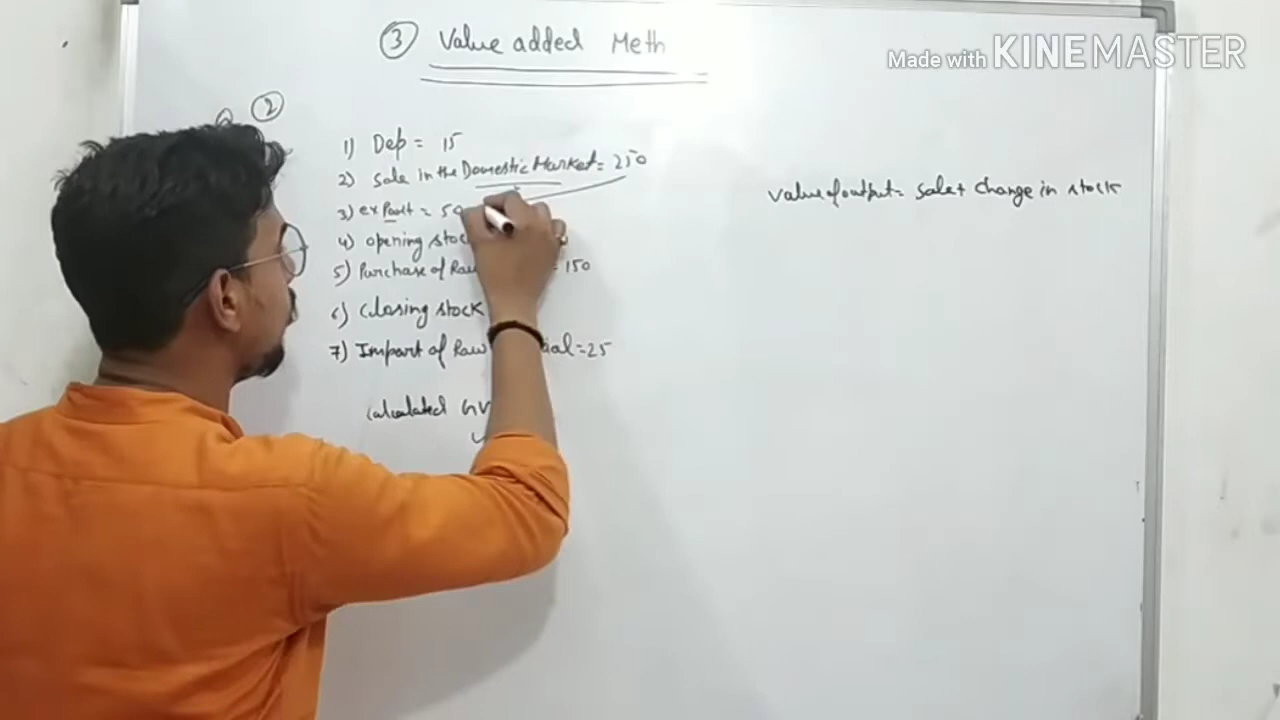 Made with KINEMASTER
③ Value added Meth
②
1) Dep = 15
2) Sale in the Domestic Market = 250
3) export = 50
4) opening stoc
5) Purchase of Raw = 150
6) Closing stock
7) Import of Raw ial = 25
Calculated GV
Value of output = Sale + Change in stock